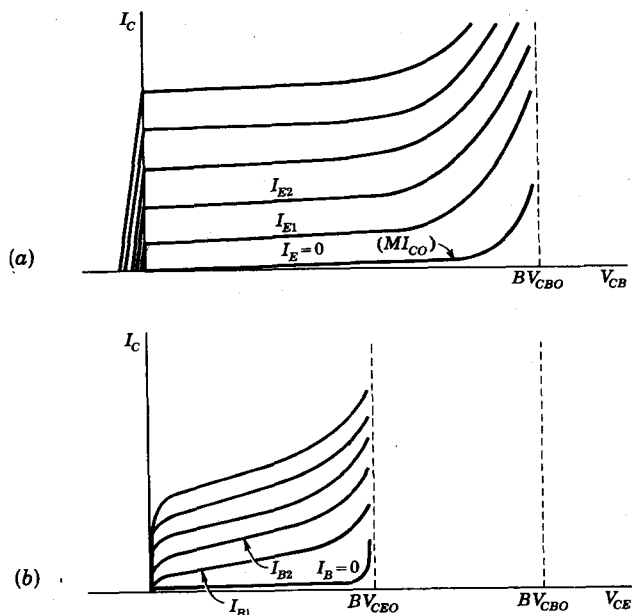 I_C
I_E2
I_E1
I_E = 0
(MI_CO)
(a)
BV_CBO
V_CB
I_C
I_B2
I_B = 0
(b)
I_B1
BV_CEO
BV_CBO
V_CE